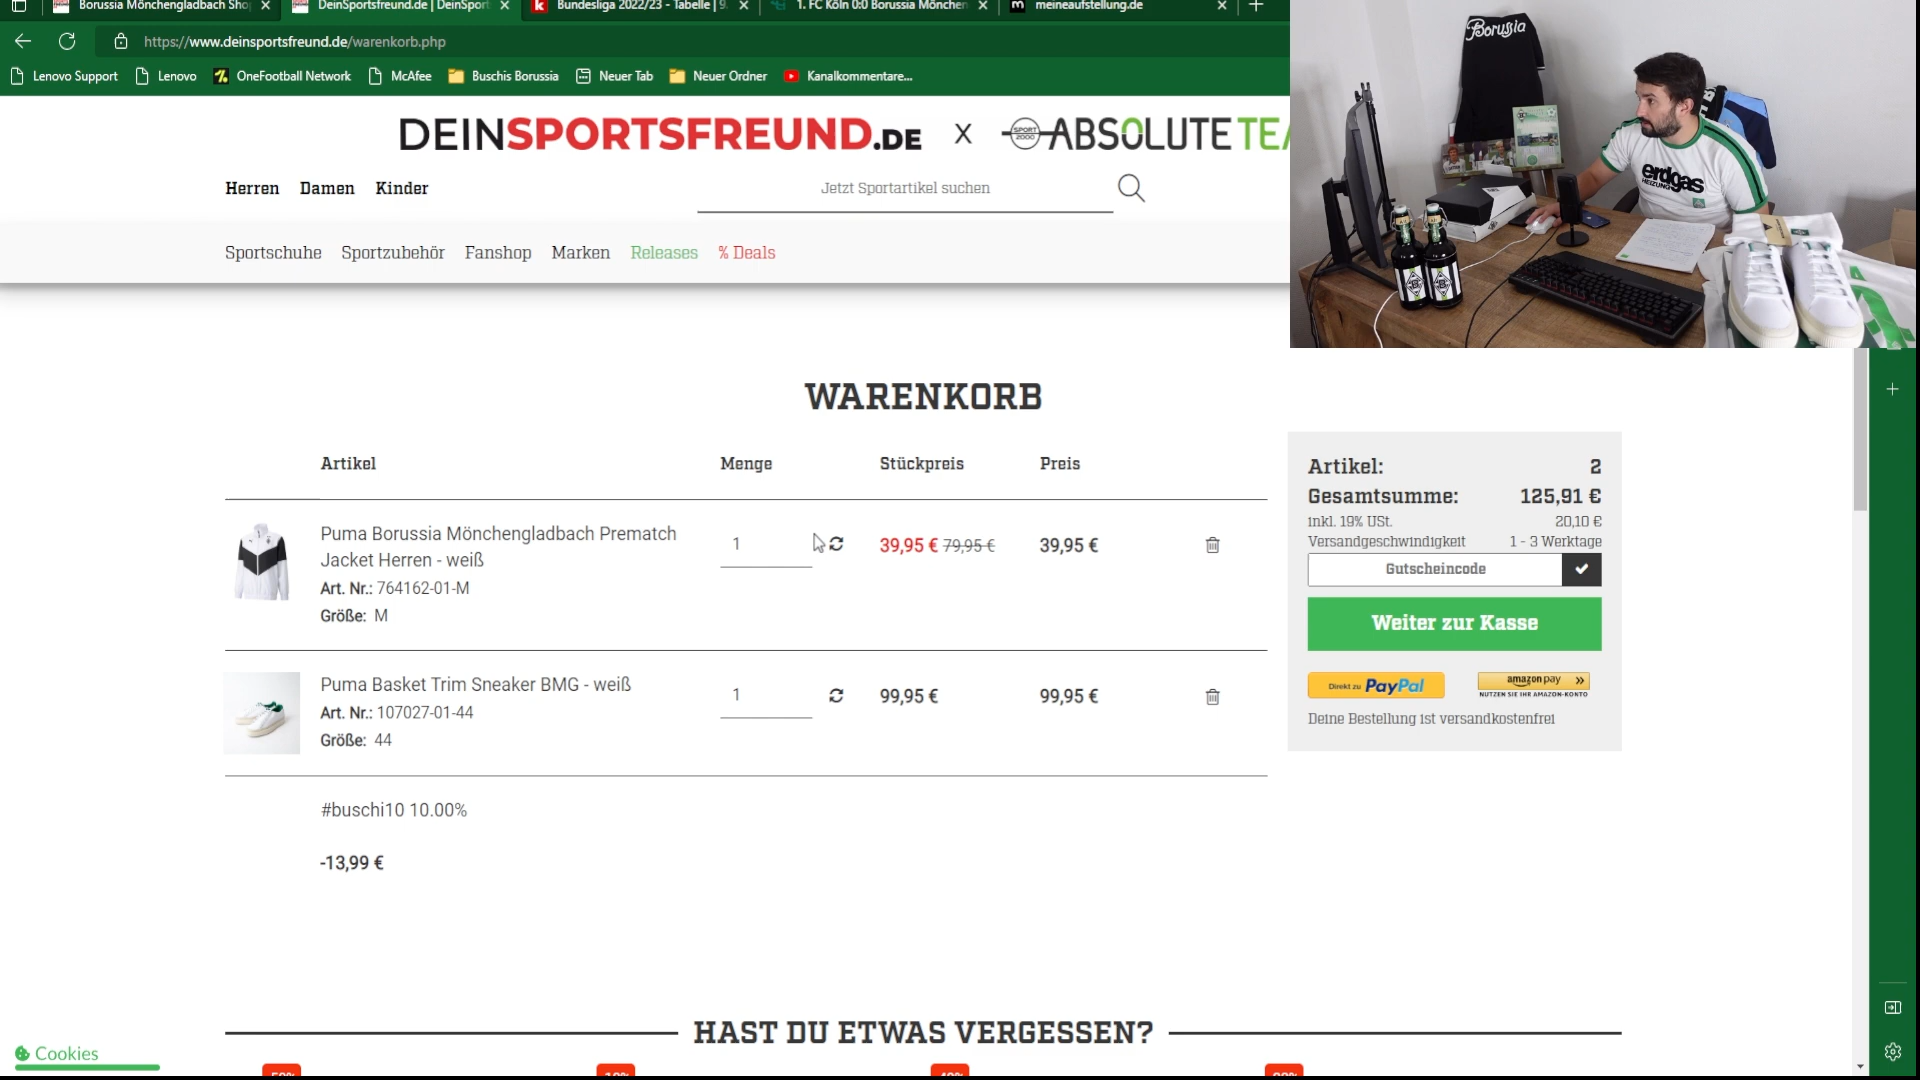 Borussia Mönchengladbach Sho
DeinSportsfreund.de | DeinSport
Bundesliga 2022/23 - Tabelle | 9.
1. FC Köln 0:0 Borussia Mönchen
meineaufstellung.de
https://www.deinsportsfreund.de/warenkorb.php
Lenovo Support
Lenovo
OneFootball Network
McAfee
Buschis Borussia
Neuer Tab
Neuer Ordner
Kanalkommentare...
DEINSPORTSFREUND.DE X SPORT 2000 ABSOLUTE TEA
Borussia
erdgas
HEIZUNG
Herren Damen Kinder
Jetzt Sportartikel suchen
Sportschuhe Sportzubehör Fanshop Marken Releases % Deals
WARENKORB
Artikel Menge Stückpreis Preis
Puma Borussia Mönchengladbach Prematch
Jacket Herren - weiß
Art. Nr.: 764162-01-M
Größe: M
1
39,95 € 79,95 €
39,95 €
Puma Basket Trim Sneaker BMG - weiß
Art. Nr.: 107027-01-44
Größe: 44
1
99,95 €
99,95 €
#buschi10 10.00%
-13,99 €
Artikel: 2
Gesamtsumme: 125,91 €
inkl. 19% USt. 20,10 €
Versandgeschwindigkeit 1 - 3 Werktage
Gutscheincode
Weiter zur Kasse
Direkt zu PayPal
amazon pay
NUTZEN SIE IHR AMAZON-KONTO
Deine Bestellung ist versandkostenfrei
HAST DU ETWAS VERGESSEN?
Cookies